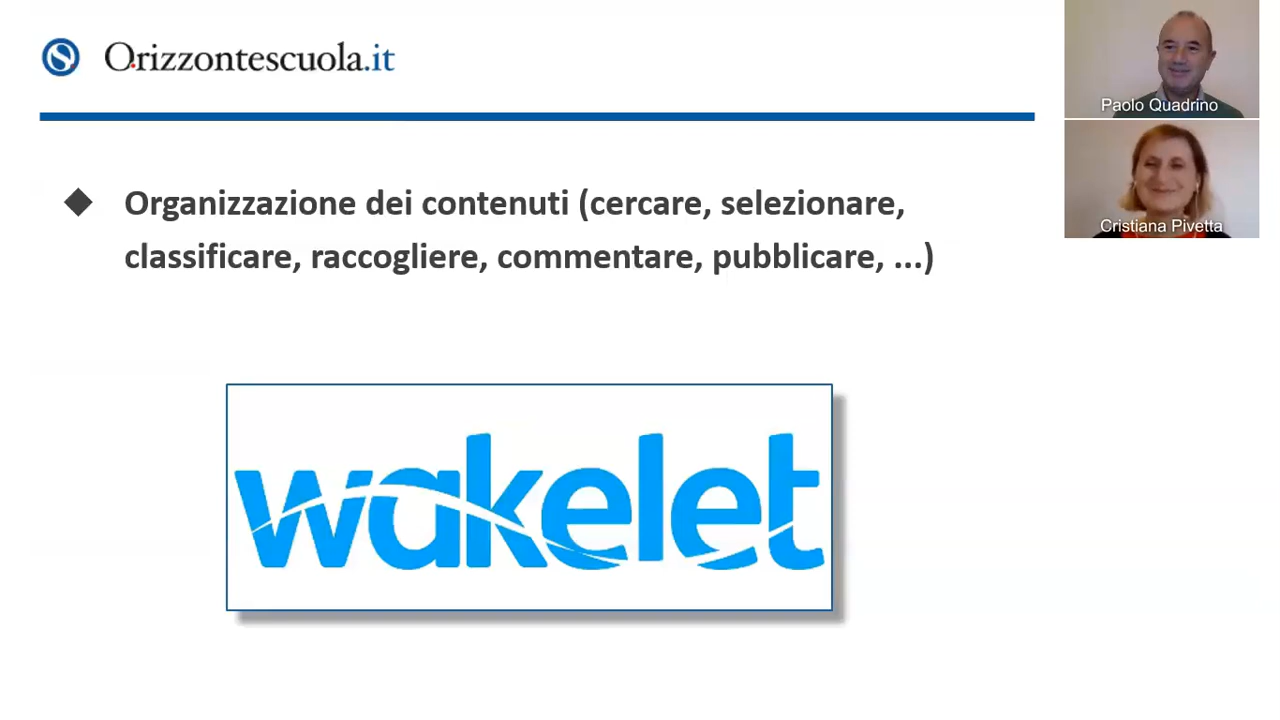 Orizzontescuola.it
Paolo Quadrino
Cristiana Pivetta
Organizzazione dei contenuti (cercare, selezionare,
classificare, raccogliere, commentare, pubblicare, ...)
wakelet